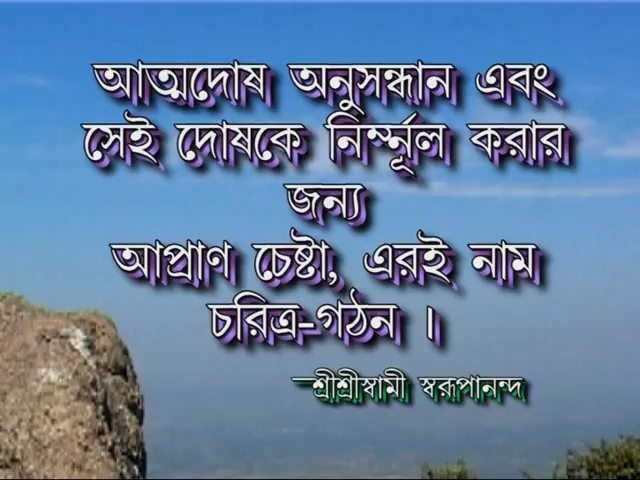 আত্মদোষ অনুসন্ধান এবং
সেই দোষকে নির্ম্মূল করার
জন্য
আপ্রাণ চেষ্টা, এরই নাম
চরিত্র-গঠন ।
—শ্রীশ্রীস্বামী স্বরূপানন্দ